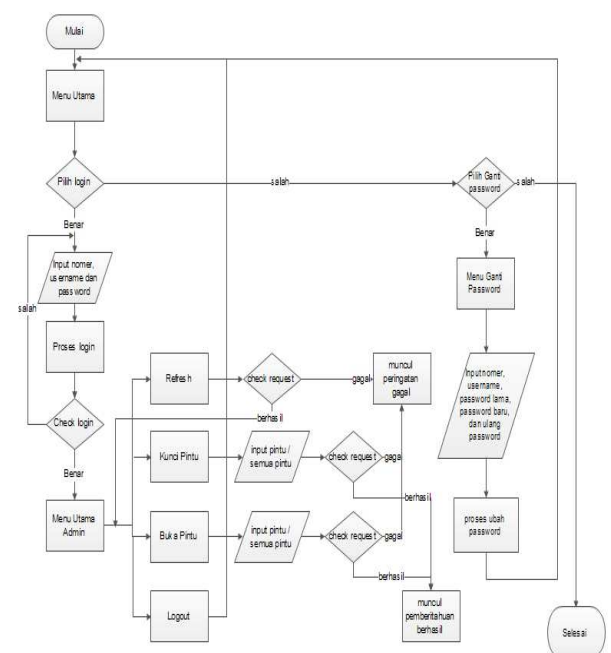 Mulai
Menu Utama
Pilih login
salah
Pilih Ganti
password
salah
Benar
Benar
Input nomer,
username dan
password
Menu Ganti
Password
salah
Proses login
Refresh
check request
gagal
muncul
peringatan
gagal
Input nomer,
username,
password lama,
password baru,
dan ulang
password
Check login
berhasil
Kunci Pintu
input pintu /
semua pintu
check request
gagal
Benar
berhasil
Menu Utama
Admin
Buka Pintu
input pintu /
semua pintu
check request
gagal
proses ubah
password
berhasil
Logout
muncul
pemberitahuan
berhasil
Selesai